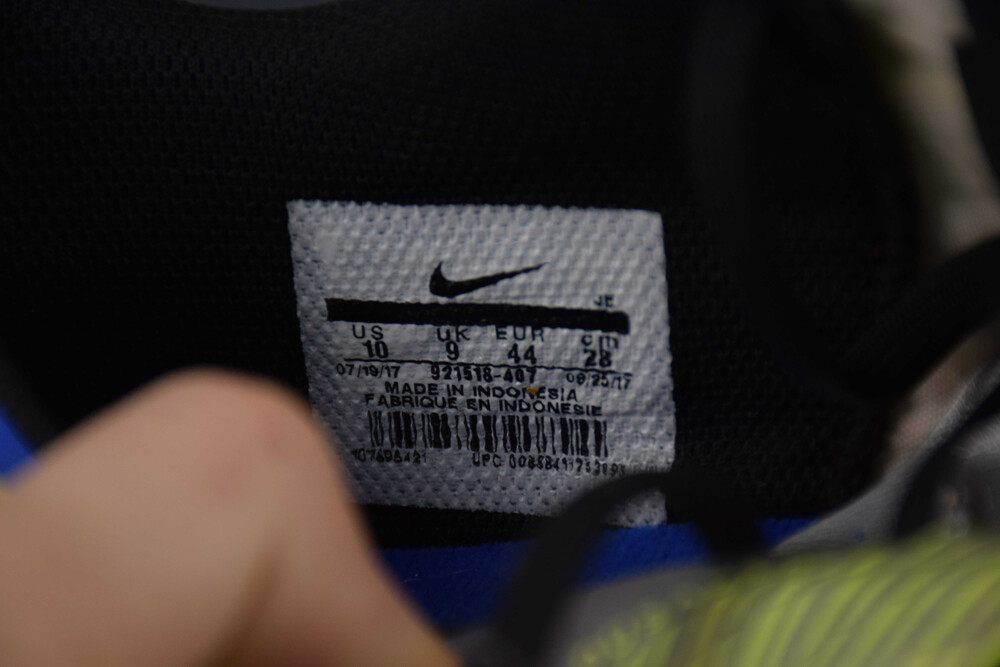 JE
US UK EUR cm
10 9 44 28
07/19/17 921518-407 09/25/17
MADE IN INDONESIA
FABRIQUE EN INDONESIE
UPC